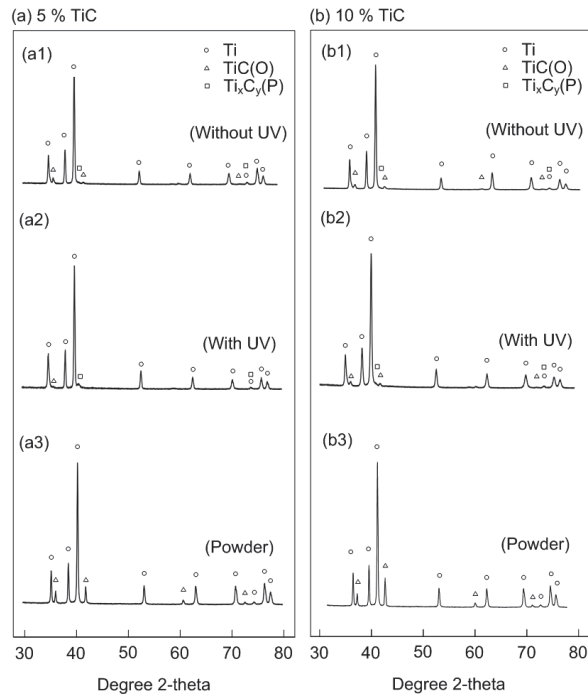 (a) 5 % TiC
(b) 10 % TiC
(a1)
○ Ti
△ TiC(O)
□ TixCy(P)
(Without UV)
(b1)
○ Ti
△ TiC(O)
□ TixCy(P)
(Without UV)
(a2)
(With UV)
(b2)
(With UV)
(a3)
(Powder)
(b3)
(Powder)
30 40 50 60 70 80
30 40 50 60 70 80
Degree 2-theta
Degree 2-theta